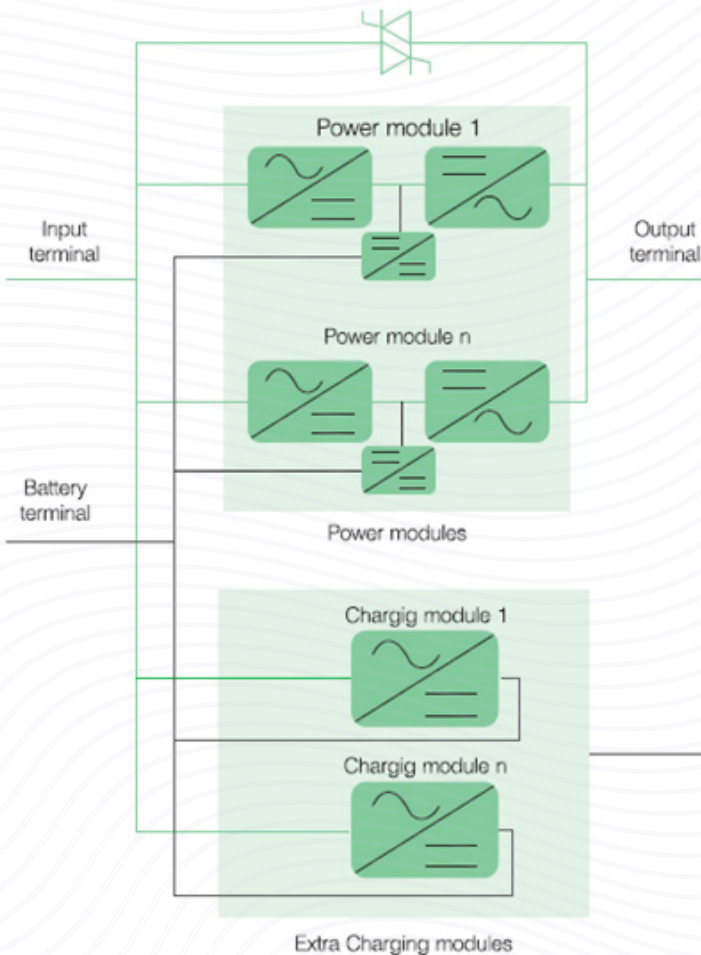 Power module 1
Input
terminal
Output
terminal
Power module n
Battery
terminal
Power modules
Chargig module 1
Chargig module n
Extra Charging modules